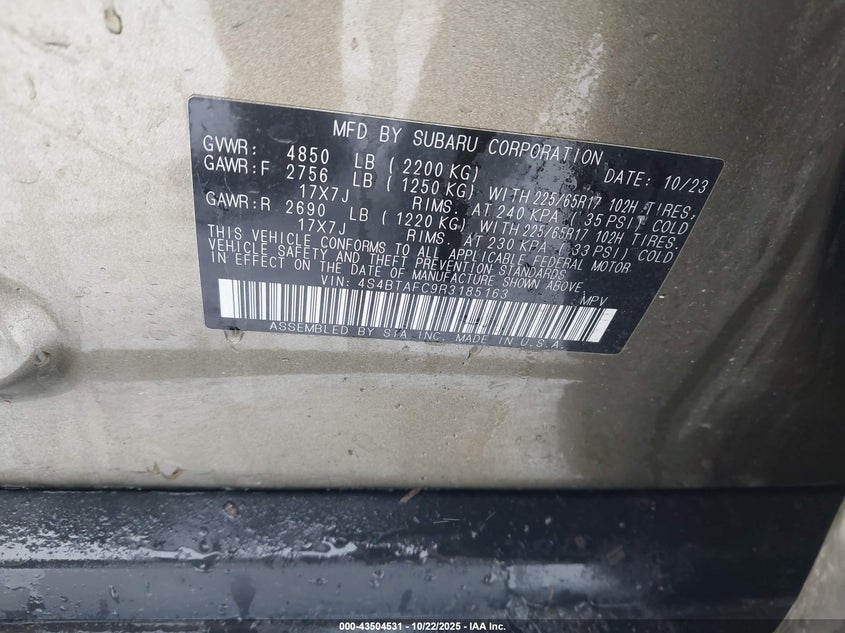 MFD BY SUBARU CORPORATION
GVWR: 4850 LB ( 2200 KG) DATE: 10/23
GAWR:F 2756 LB ( 1250 KG) WITH 225/65R17 102H TIRES,
17X7J RIMS, AT 240 KPA ( 35 PSI) COLD
GAWR:R 2690 LB ( 1220 KG) WITH 225/65R17 102H TIRES,
17X7J RIMS, AT 230 KPA ( 33 PSI) COLD
THIS VEHICLE CONFORMS TO ALL APPLICABLE FEDERAL MOTOR
VEHICLE SAFETY AND THEFT PREVENTION STANDARDS
IN EFFECT ON THE DATE OF MANUFACTURE SHOWN ABOVE.
VIN: 4S4BTAFC9R3185163 MPV
ASSEMBLED BY SIA INC. MADE IN U.S.A.
000-43504531 - 10/22/2025 - IAA Inc.